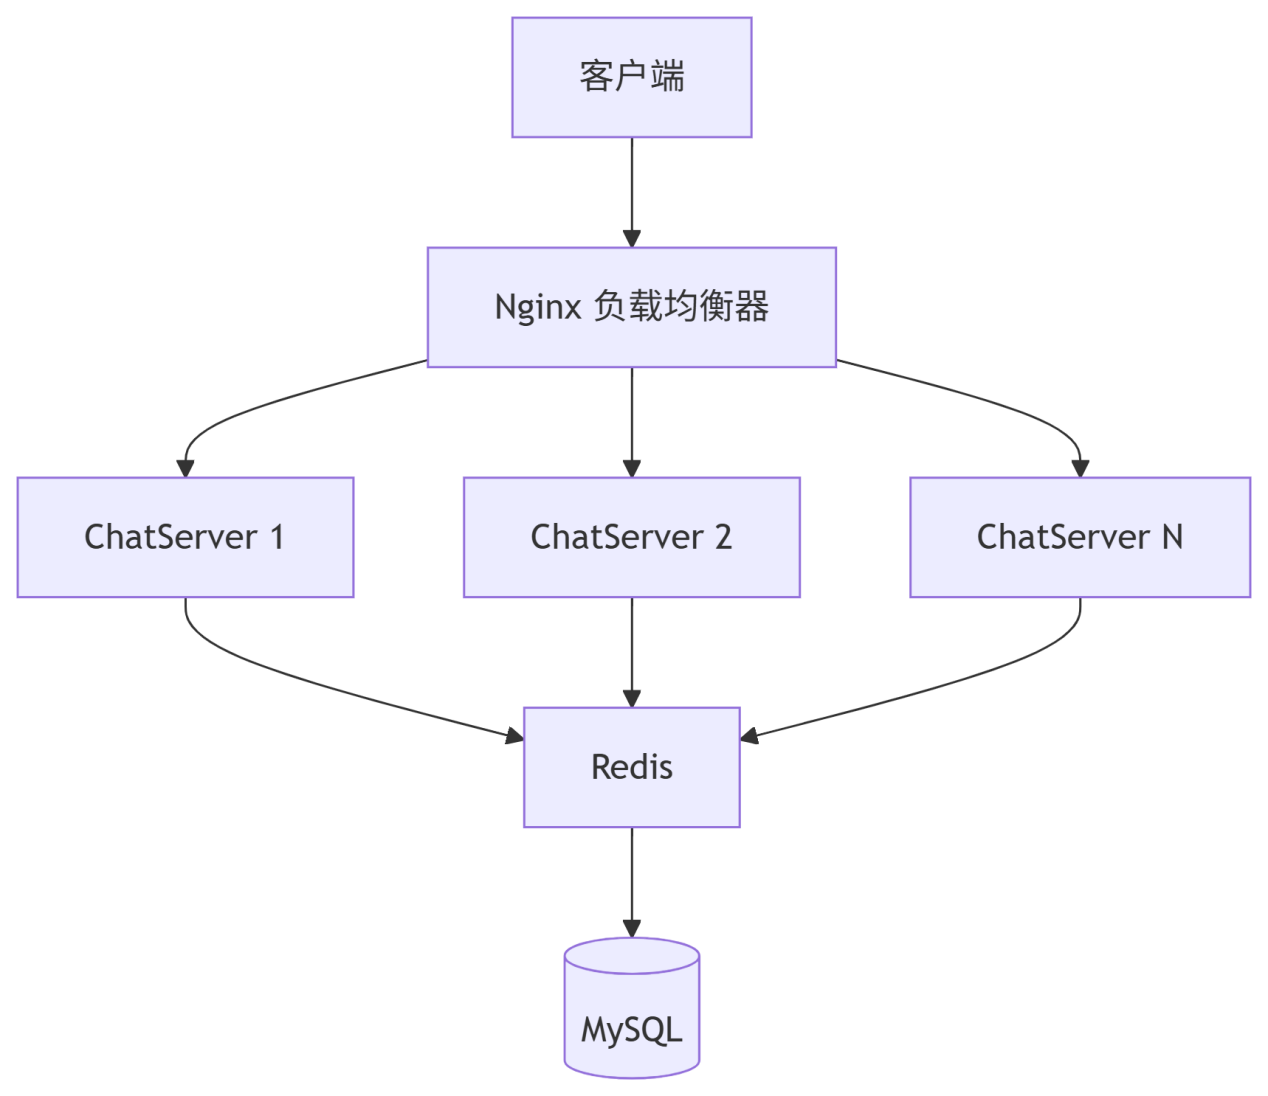 客户端
Nginx 负载均衡器
ChatServer 1
ChatServer 2
ChatServer N
Redis
MySQL